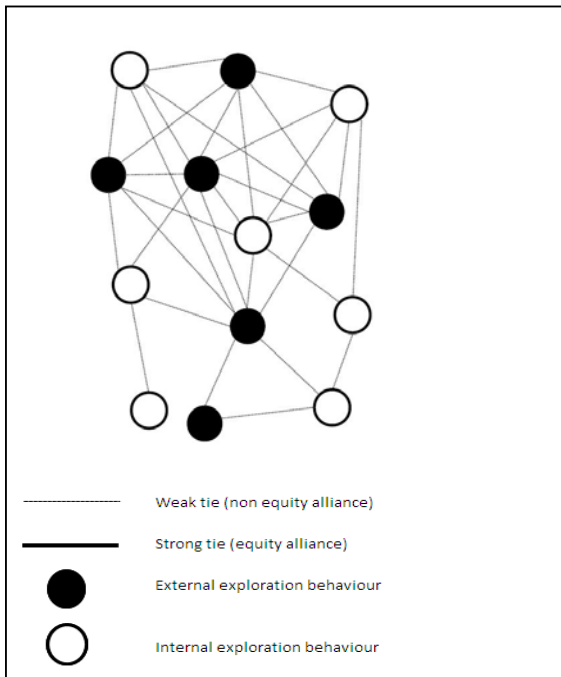 Weak tie (non equity alliance)
Strong tie (equity alliance)
External exploration behaviour
Internal exploration behaviour